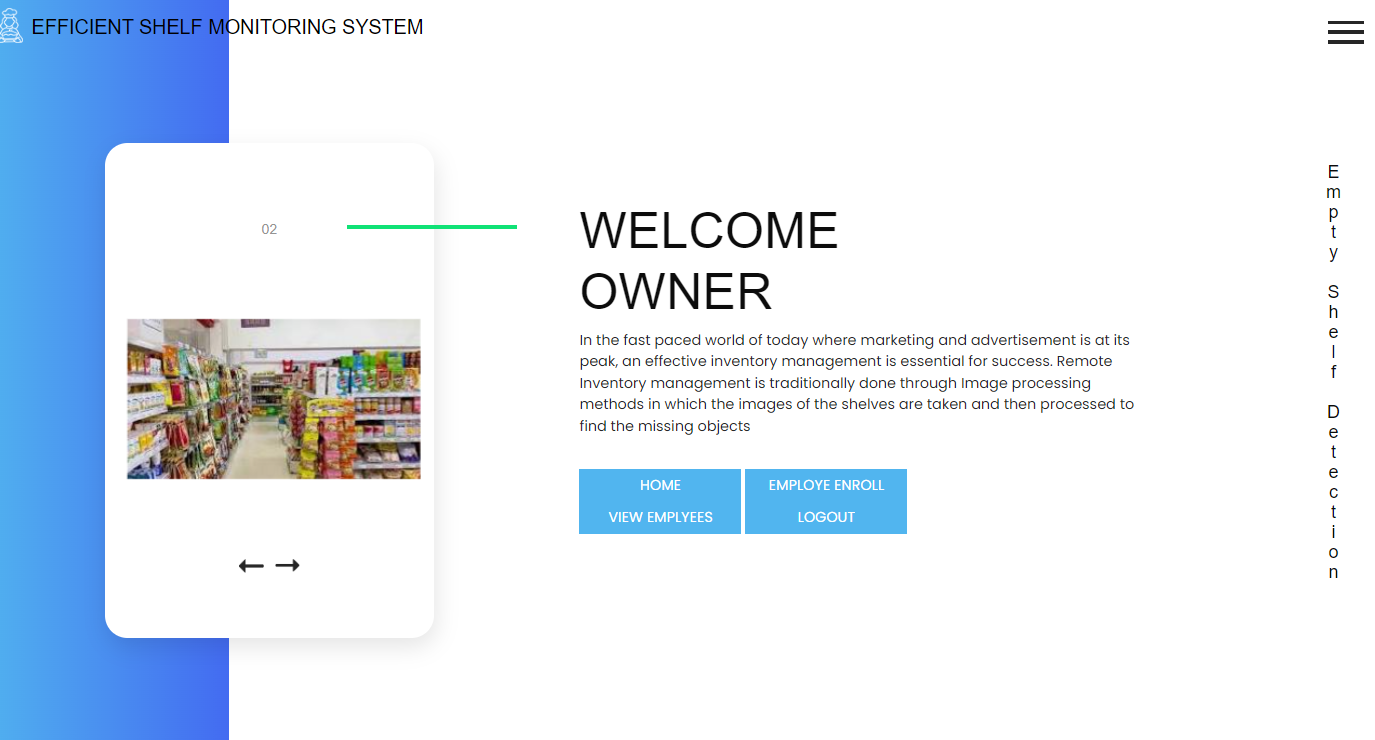 EFFICIENT SHELF MONITORING SYSTEM
02
WELCOME
OWNER
In the fast paced world of today where marketing and advertisement is at its
peak, an effective inventory management is essential for success. Remote
Inventory management is traditionally done through Image processing
methods in which the images of the shelves are taken and then processed to
find the missing objects
HOME
EMPLOYE ENROLL
VIEW EMPLYEES
LOGOUT
Empty Shelf Detection